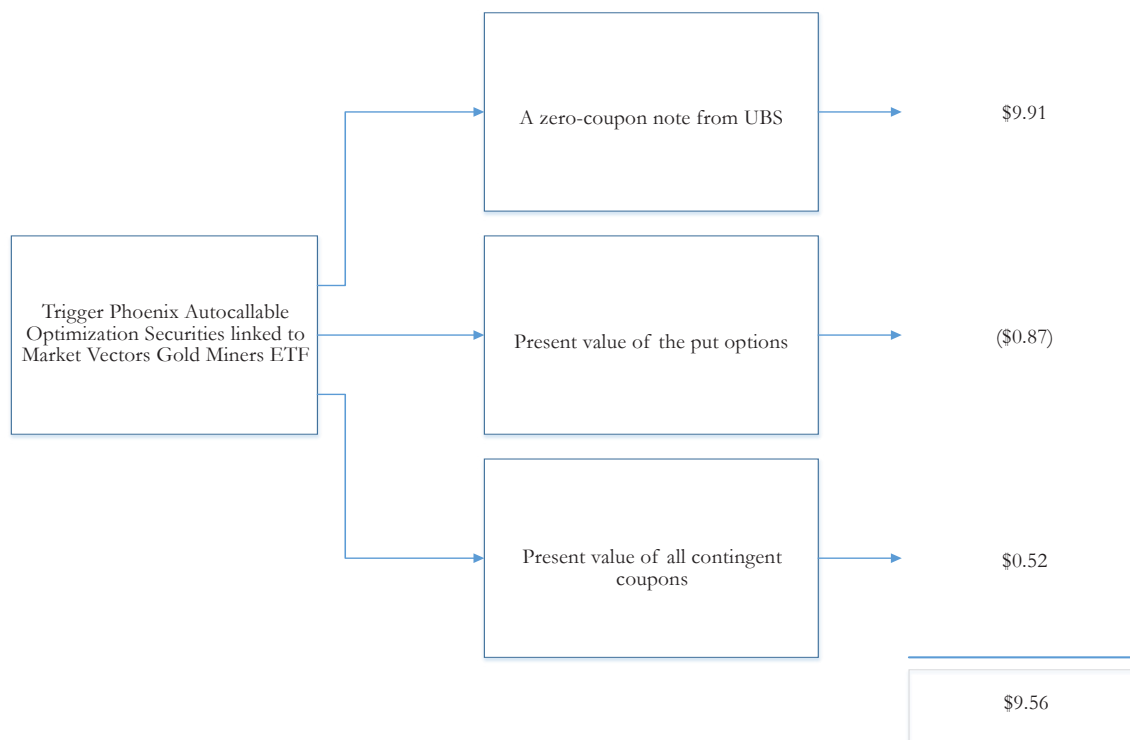 A zero-coupon note from UBS
$9.91
Trigger Phoenix Autocallable
Optimization Securities linked to
Market Vectors Gold Miners ETF
Present value of the put options
($0.87)
Present value of all contingent
coupons
$0.52
$9.56